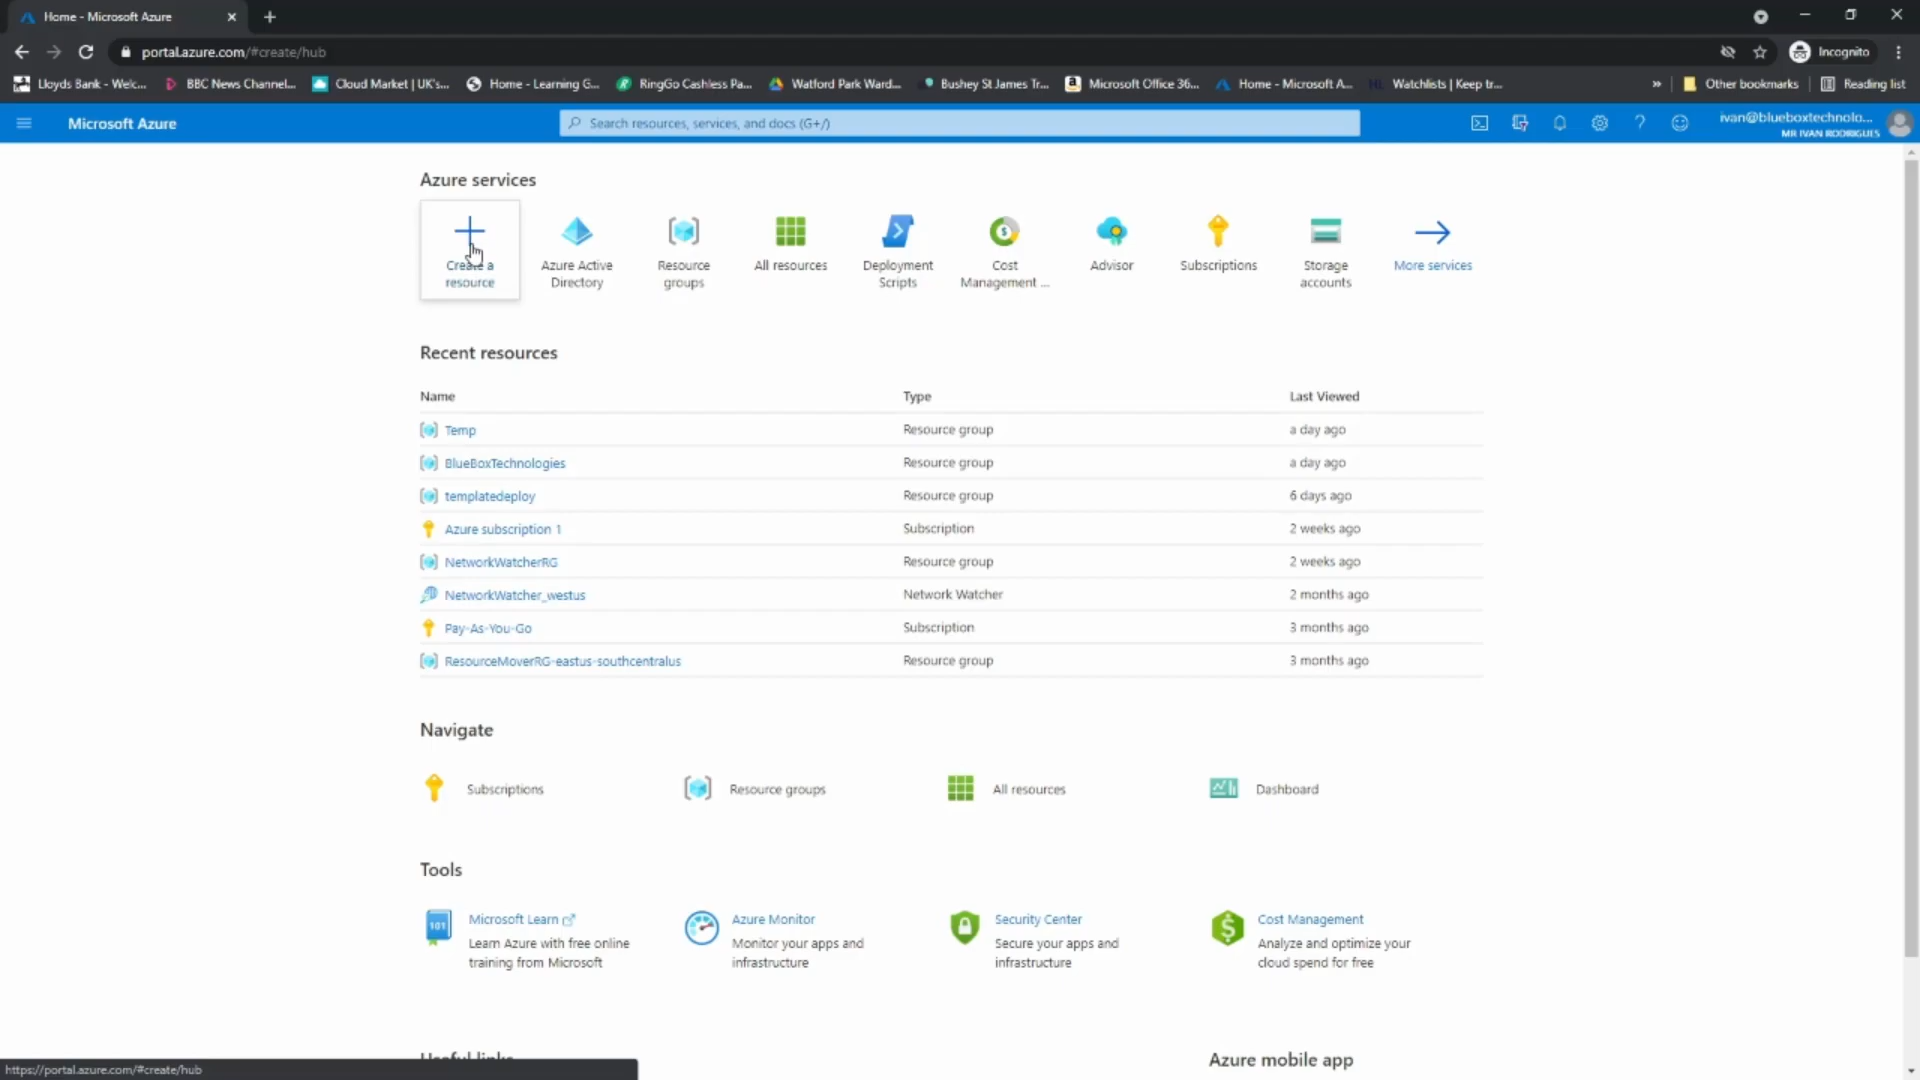 Home - Microsoft Azure
portal.azure.com/#create/hub
Incognito
Lloyds Bank - Welc...
BBC News Channel...
Cloud Market | UK's...
Home - Learning G...
RingGo Cashless Pa...
Watford Park Ward...
Bushey St James Tr...
Microsoft Office 36...
Home - Microsoft A...
HL
Watchlists | Keep tr...
»
Other bookmarks
Reading list
Microsoft Azure
Search resources, services, and docs (G+/)
ivan@blueboxtechnolo...
MR IVAN RODRIGUES
Azure services
Create a
resource
Azure Active
Directory
Resource
groups
All resources
Deployment
Scripts
Cost
Management ...
Advisor
Subscriptions
Storage
accounts
More services
Recent resources
Name Type Last Viewed
Temp Resource group a day ago
BlueBoxTechnologies Resource group a day ago
templatedeploy Resource group 6 days ago
Azure subscription 1 Subscription 2 weeks ago
NetworkWatcherRG Resource group 2 weeks ago
NetworkWatcher_westus Network Watcher 2 months ago
Pay-As-You-Go Subscription 3 months ago
ResourceMoverRG-eastus-southcentralus Resource group 3 months ago
Navigate
Subscriptions
Resource groups
All resources
Dashboard
Tools
101
Microsoft Learn
Learn Azure with free online
training from Microsoft
Azure Monitor
Monitor your apps and
infrastructure
Security Center
Secure your apps and
infrastructure
Cost Management
Analyze and optimize your
cloud spend for free
Useful links
Azure mobile app
https://portal.azure.com/#create/hub